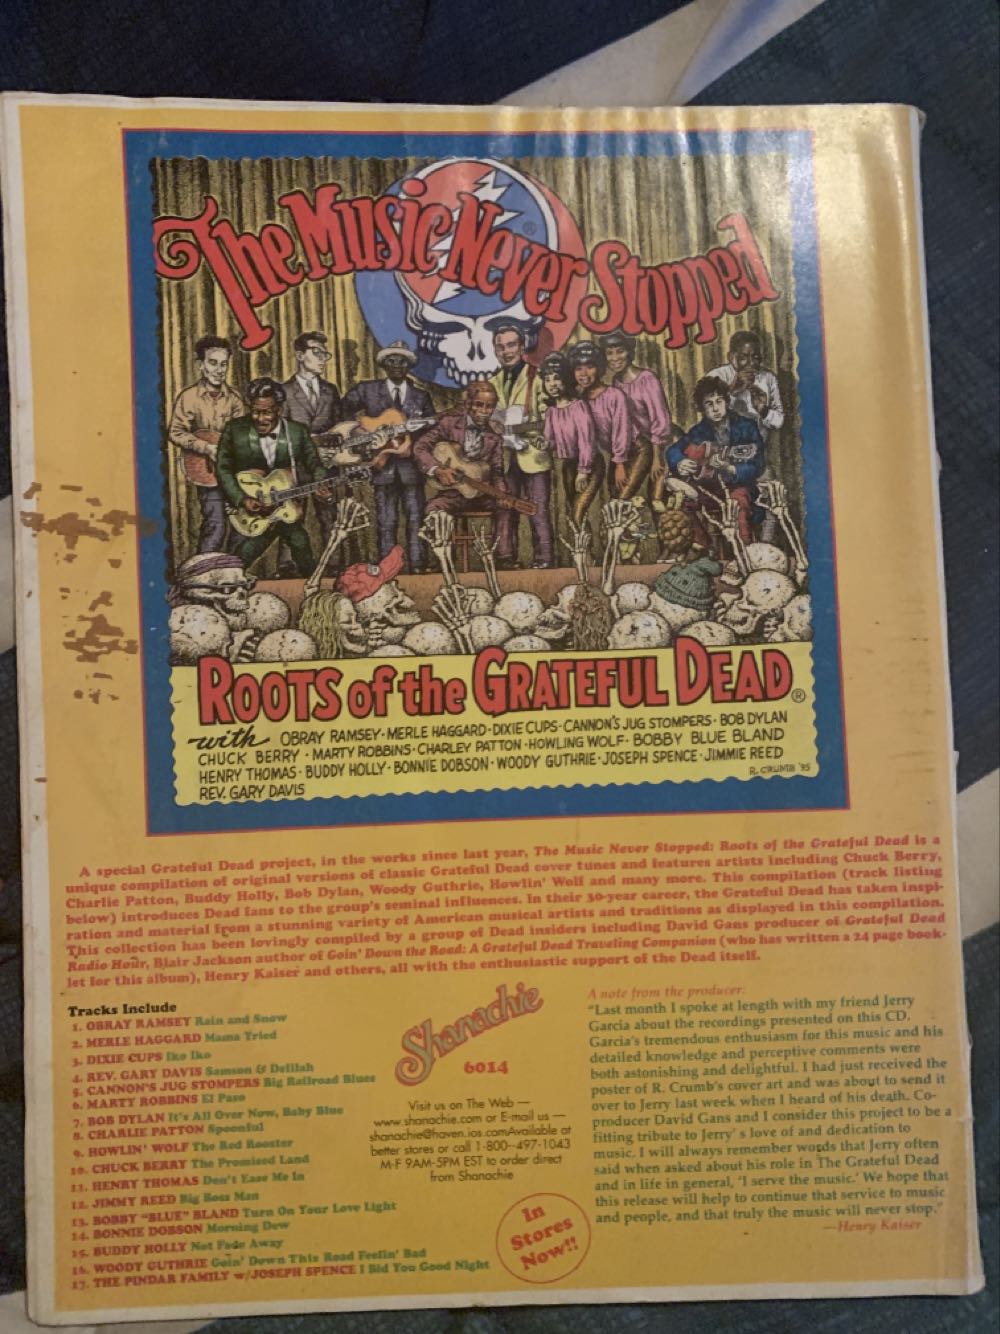 The Music Never Stopped
ROOTS of the GRATEFUL DEAD®
with OBRAY RAMSEY · MERLE HAGGARD · DIXIE CUPS · CANNON'S JUG STOMPERS · BOB DYLAN
CHUCK BERRY · MARTY ROBBINS · CHARLEY PATTON · HOWLING WOLF · BOBBY BLUE BLAND
HENRY THOMAS · BUDDY HOLLY · BONNIE DOBSON · WOODY GUTHRIE · JOSEPH SPENCE · JIMMIE REED
REV. GARY DAVIS
R. CRUMB '95
A special Grateful Dead project, in the works since last year, The Music Never Stopped: Roots of the Grateful Dead is a
unique compilation of original versions of classic Grateful Dead cover tunes and features artists including Chuck Berry,
Charlie Patton, Buddy Holly, Bob Dylan, Woody Guthrie, Howlin' Wolf and many more. This compilation (track listing
below) introduces Dead fans to the group's seminal influences. In their 30-year career, the Grateful Dead has taken inspi-
ration and material from a stunning variety of American musical artists and traditions as displayed in this compilation.
This collection has been lovingly compiled by a group of Dead insiders including David Gans producer of Grateful Dead
Radio Hour, Blair Jackson author of Goin' Down the Road: A Grateful Dead Traveling Companion (who has written a 24 page book-
let for this album), Henry Kaiser and others, all with the enthusiastic support of the Dead itself.
Tracks Include
1. OBRAY RAMSEY Rain and Snow
2. MERLE HAGGARD Mama Tried
3. DIXIE CUPS Iko Iko
4. REV. GARY DAVIS Samson & Delilah
5. CANNON'S JUG STOMPERS Big Railroad Blues
6. MARTY ROBBINS El Paso
7. BOB DYLAN It's All Over Now, Baby Blue
8. CHARLIE PATTON Spoonful
9. HOWLIN' WOLF The Red Rooster
10. CHUCK BERRY The Promised Land
11. HENRY THOMAS Don't Ease Me In
12. JIMMY REED Big Boss Man
13. BOBBY "BLUE" BLAND Turn On Your Love Light
14. BONNIE DOBSON Morning Dew
15. BUDDY HOLLY Not Fade Away
16. WOODY GUTHRIE Goin' Down This Road Feelin' Bad
17. THE PINDAR FAMILY w/JOSEPH SPENCE I Bid You Good Night
Shanachie
6014
Visit us on The Web —
www.shanachie.com or E-mail us —
shanachie@haven.ios.comAvailable at
better stores or call 1-800--497-1043
M-F 9AM-5PM EST to order direct
from Shanachie
In
Stores
Now!!
A note from the producer:
"Last month I spoke at length with my friend Jerry
Garcia about the recordings presented on this CD.
Garcia's tremendous enthusiasm for this music and his
detailed knowledge and perceptive comments were
both astonishing and delightful. I had just received the
poster of R. Crumb's cover art and was about to send it
over to Jerry last week when I heard of his death. Co-
producer David Gans and I consider this project to be a
fitting tribute to Jerry's love of and dedication to
music. I will always remember words that Jerry often
said when asked about his role in The Grateful Dead
and in life in general, 'I serve the music.' We hope that
this release will help to continue that service to music
and people, and that truly the music will never stop."
—Henry Kaiser